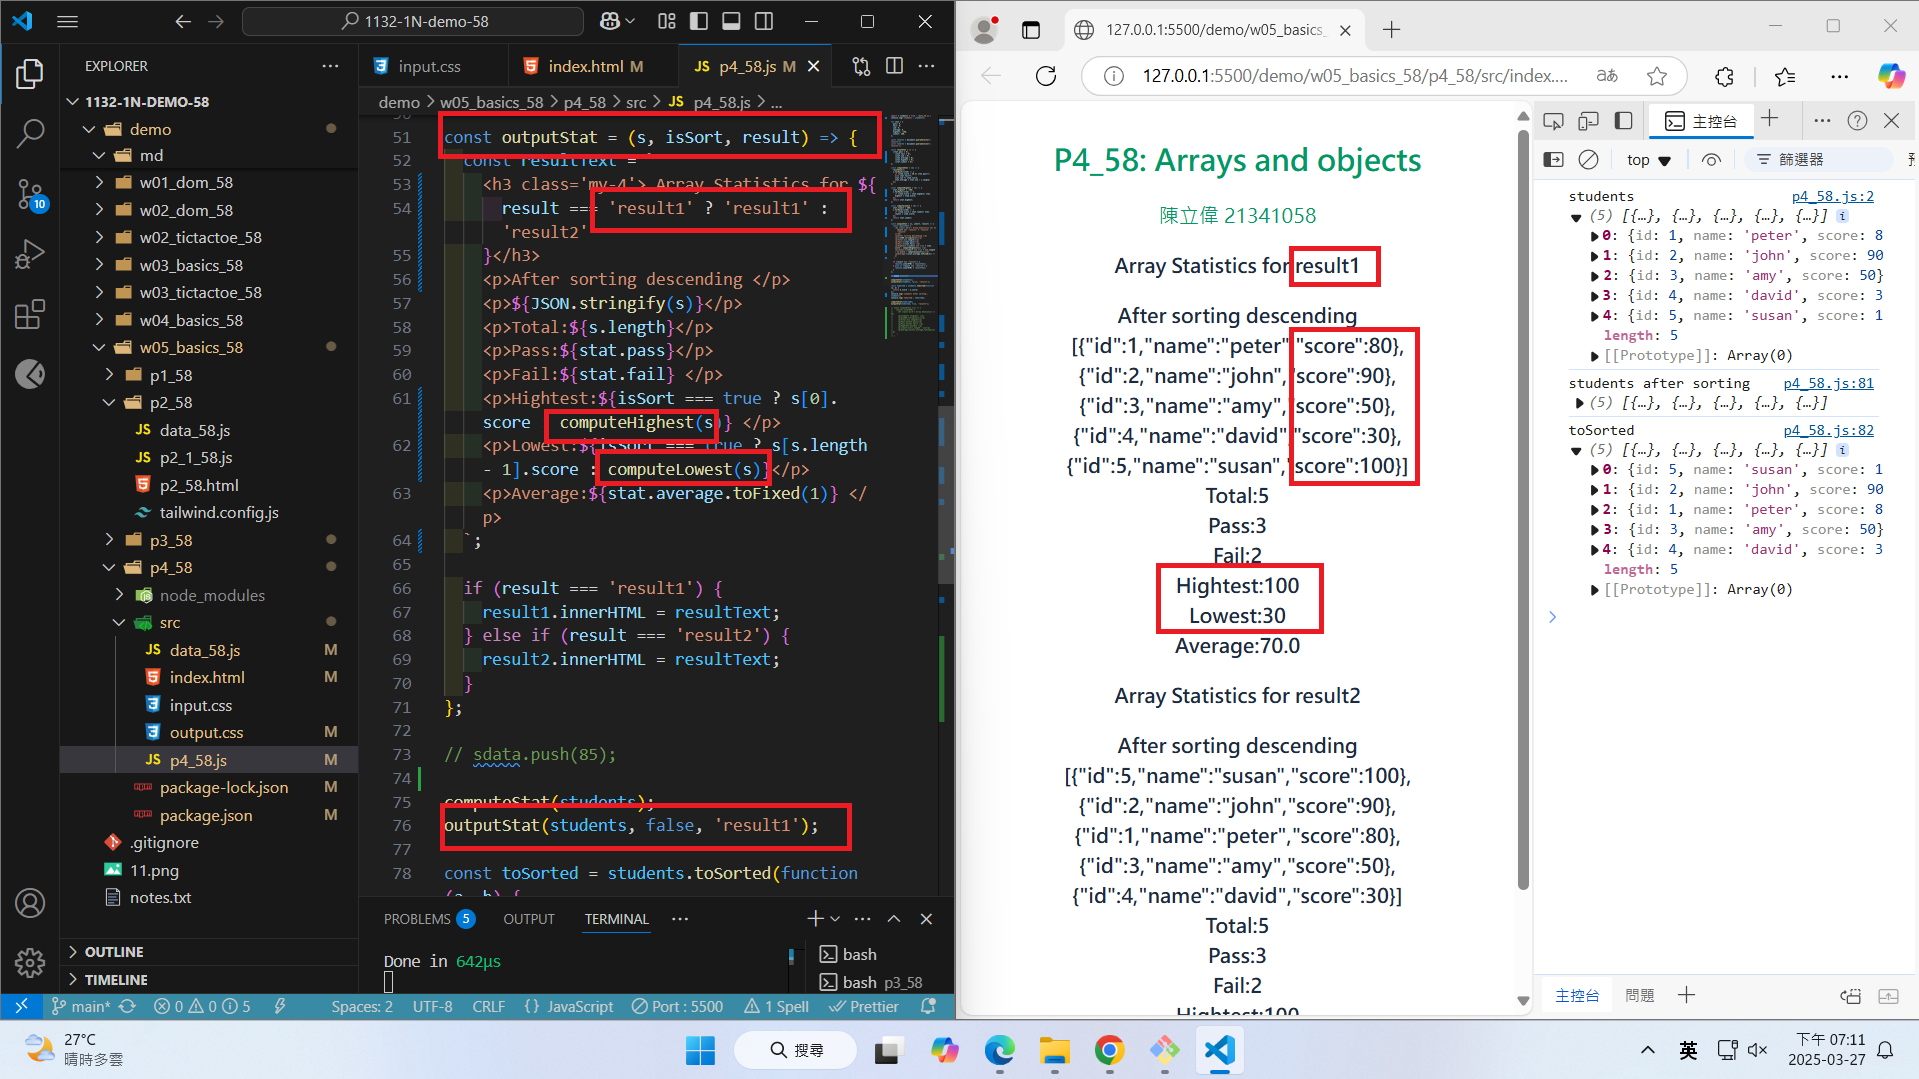 1132-1N-demo-58
EXPLORER
1132-1N-DEMO-58
demo
md
w01_dom_58
w02_dom_58
w02_tictactoe_58
w03_basics_58
w03_tictactoe_58
w04_basics_58
w05_basics_58
p1_58
p2_58
JS data_58.js
JS p2_1_58.js
p2_58.html
tailwind.config.js
p3_58
p4_58
node_modules
src
JS data_58.js M
index.html M
input.css
output.css M
JS p4_58.js M
package-lock.json M
package.json M
.gitignore
11.png
notes.txt
OUTLINE
TIMELINE
10
input.css
index.html M
JS p4_58.js M
demo > w05_basics_58 > p4_58 > src > JS p4_58.js > ...
51 const outputStat = (s, isSort, result) => {
52 const resultText = `
53 <h3 class='my-4'> Array Statistics for ${
54 result === 'result1' ? 'result1' :
'result2'
55 }</h3>
56 <p>After sorting descending </p>
57 <p>${JSON.stringify(s)}</p>
58 <p>Total:${s.length}</p>
59 <p>Pass:${stat.pass}</p>
60 <p>Fail:${stat.fail} </p>
61 <p>Hightest:${isSort === true ? s[0].
score computeHighest(s)} </p>
62 <p>Lowest:${isSort === true ? s[s.length
- 1].score : computeLowest(s)}</p>
63 <p>Average:${stat.average.toFixed(1)} </
p>
64 `;
65
66 if (result === 'result1') {
67 result1.innerHTML = resultText;
68 } else if (result === 'result2') {
69 result2.innerHTML = resultText;
70 }
71 };
72
73 // sdata.push(85);
74
75 computeStat(students);
76 outputStat(students, false, 'result1');
77
78 const toSorted = students.toSorted(function
(a, b) {
PROBLEMS 5 OUTPUT TERMINAL
Done in 642µs
bash
bash p3_58
main* 0 0 5 Spaces: 2 UTF-8 CRLF {} JavaScript Port : 5500 1 Spell Prettier
127.0.0.1:5500/demo/w05_basics_
127.0.0.1:5500/demo/w05_basics_58/p4_58/src/index....
P4_58: Arrays and objects
陳立偉 21341058
Array Statistics for result1
After sorting descending
[{"id":1,"name":"peter","score":80},
{"id":2,"name":"john","score":90},
{"id":3,"name":"amy","score":50},
{"id":4,"name":"david","score":30},
{"id":5,"name":"susan","score":100}]
Total:5
Pass:3
Fail:2
Hightest:100
Lowest:30
Average:70.0
Array Statistics for result2
After sorting descending
[{"id":5,"name":"susan","score":100},
{"id":2,"name":"john","score":90},
{"id":1,"name":"peter","score":80},
{"id":3,"name":"amy","score":50},
{"id":4,"name":"david","score":30}]
Total:5
Pass:3
Fail:2
Hightest:100
主控台
top 篩選器
students p4_58.js:2
(5) [{…}, {…}, {…}, {…}, {…}] i
0: {id: 1, name: 'peter', score: 8
1: {id: 2, name: 'john', score: 90
2: {id: 3, name: 'amy', score: 50}
3: {id: 4, name: 'david', score: 3
4: {id: 5, name: 'susan', score: 1
length: 5
[[Prototype]]: Array(0)
students after sorting p4_58.js:81
(5) [{…}, {…}, {…}, {…}, {…}]
toSorted p4_58.js:82
(5) [{…}, {…}, {…}, {…}, {…}] i
0: {id: 5, name: 'susan', score: 1
1: {id: 2, name: 'john', score: 90
2: {id: 1, name: 'peter', score: 8
3: {id: 3, name: 'amy', score: 50}
4: {id: 4, name: 'david', score: 3
length: 5
[[Prototype]]: Array(0)
主控台 問題
27°C
晴時多雲
搜尋
英
下午 07:11
2025-03-27